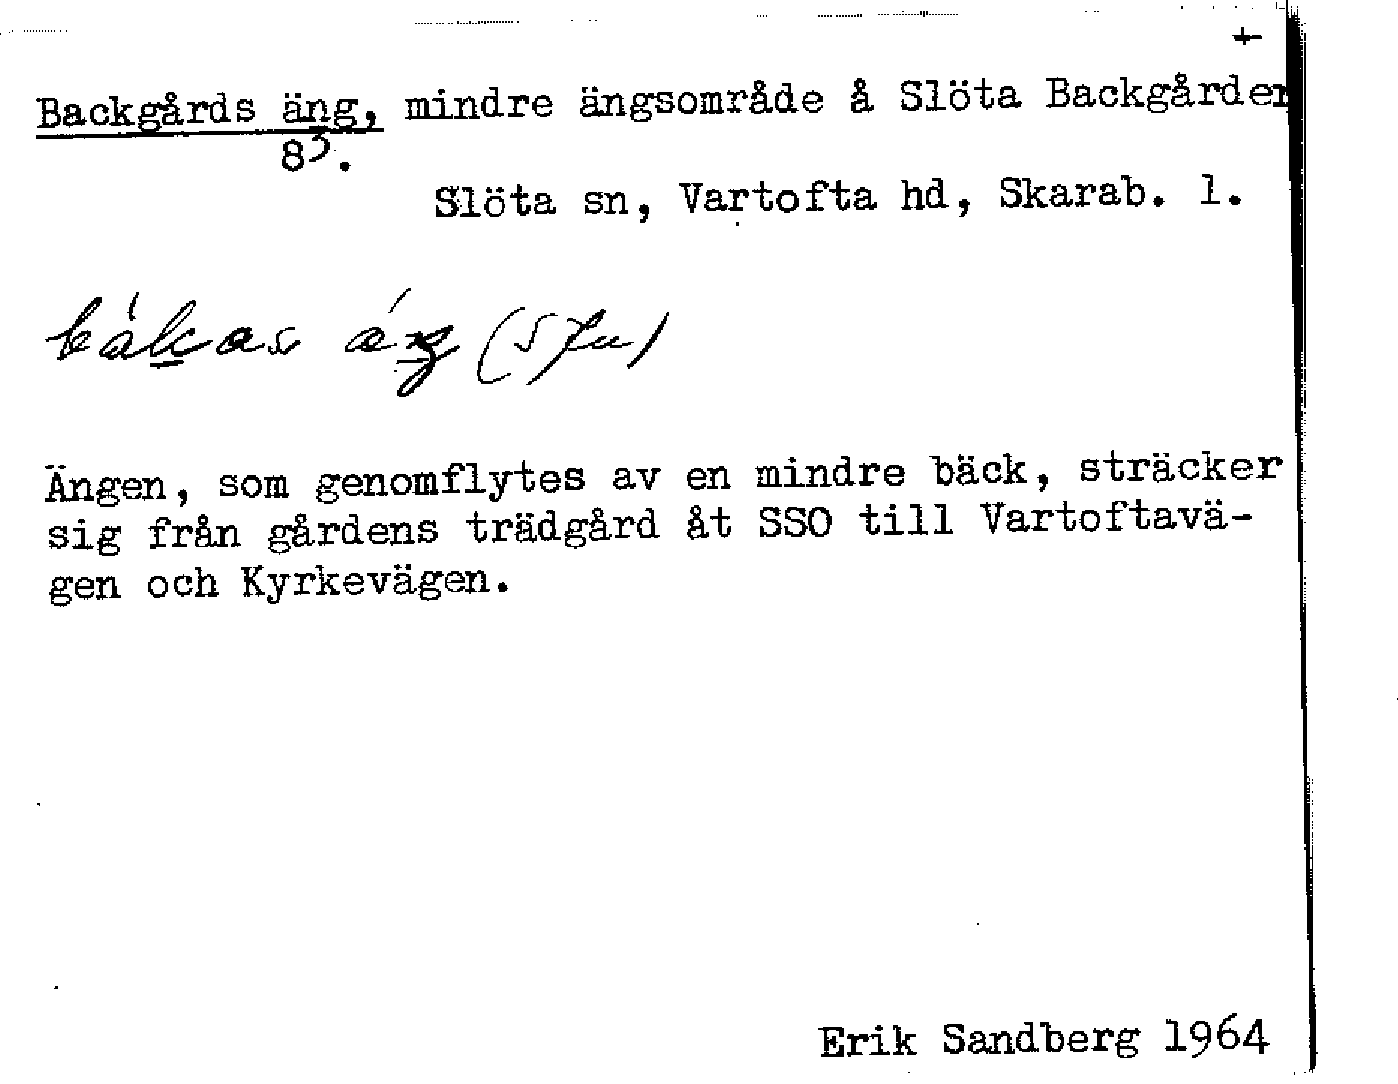 +
Backgårds äng, mindre ängsområde å Slöta Backgården
83.
Slöta sn, Vartofta hd, Skarab. l.
Ängen, som genomflytes av en mindre bäck, sträcker
sig från gårdens trädgård åt SSO till Vartoftavä-
gen och Kyrkevägen.
Erik Sandberg 1964